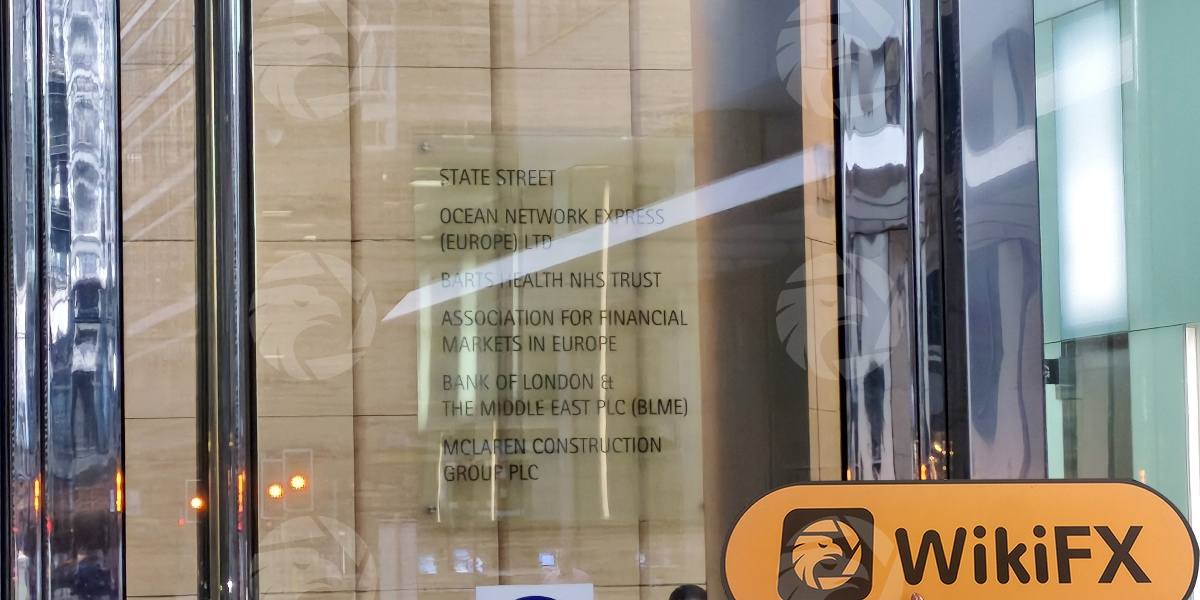 STATE STREET
OCEAN NETWORK EXPRESS
(EUROPE) LTD
BARTS HEALTH NHS TRUST
ASSOCIATION FOR FINANCIAL
MARKETS IN EUROPE
BANK OF LONDON &
THE MIDDLE EAST PLC (BLME)
MCLAREN CONSTRUCTION
GROUP PLC
WikiFX